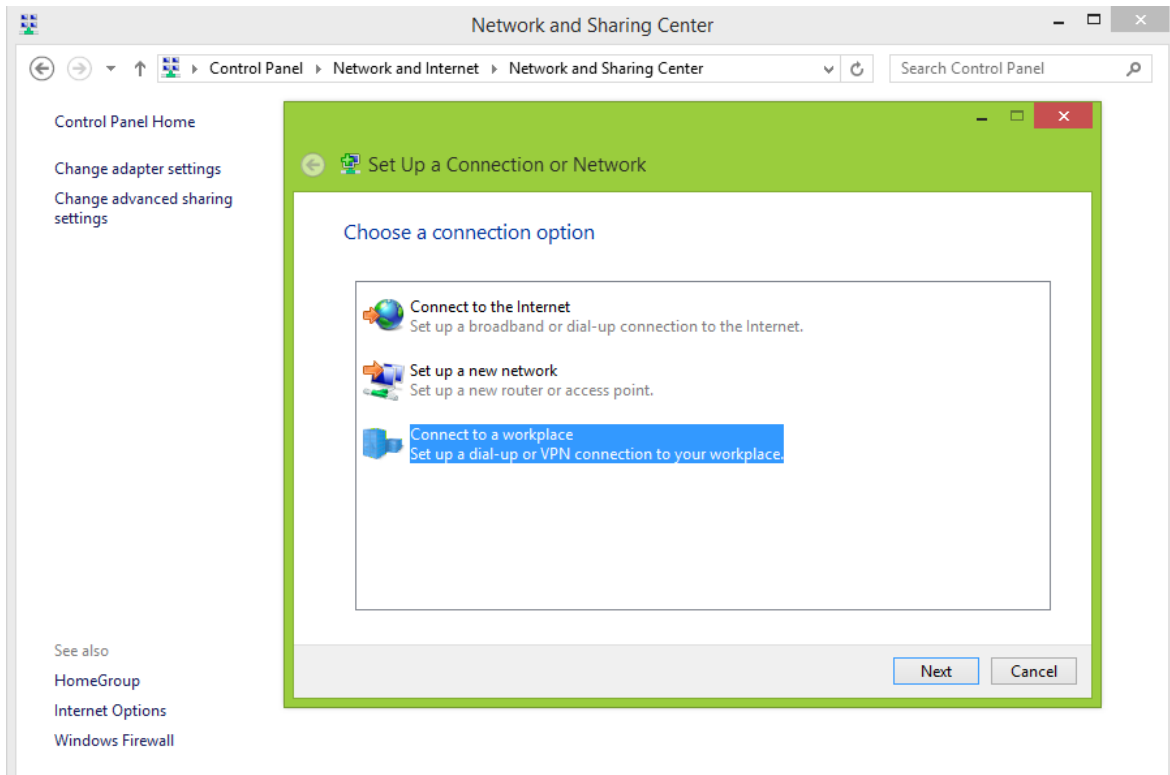 Network and Sharing Center
Control Panel
Network and Internet
Network and Sharing Center
Search Control Panel
Control Panel Home
Change adapter settings
Change advanced sharing
settings
Set Up a Connection or Network
Choose a connection option
Connect to the Internet
Set up a broadband or dial-up connection to the Internet.
Set up a new network
Set up a new router or access point.
Connect to a workplace
Set up a dial-up or VPN connection to your workplace.
Next
Cancel
See also
HomeGroup
Internet Options
Windows Firewall